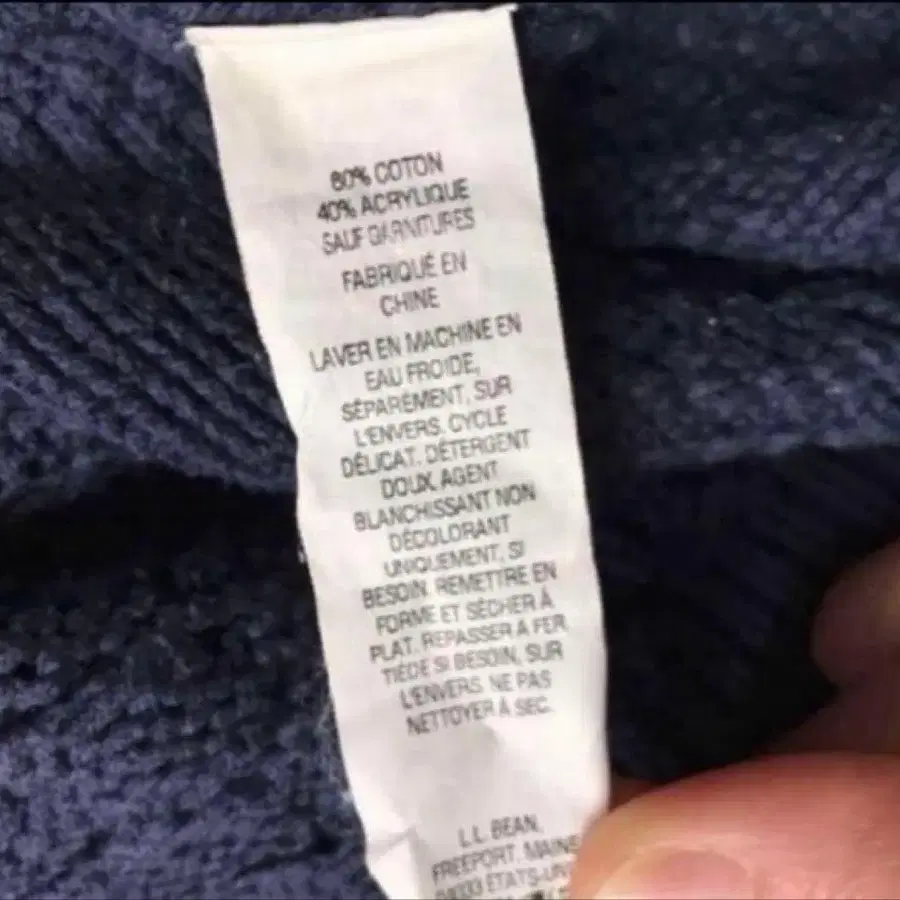 60% COTON
40% ACRYLIQUE
SAUF GARNITURES
FABRIQUÉ EN
CHINE
LAVER EN MACHINE EN
EAU FROIDE,
SÉPARÉMENT, SUR
L'ENVERS. CYCLE
DÉLICAT. DÉTERGENT
DOUX. AGENT
BLANCHISSANT NON
DÉCOLORANT
UNIQUEMENT, SI
BESOIN. REMETTRE EN
FORME ET SÉCHER À
PLAT. REPASSER À FER
TIÈDE SI BESOIN, SUR
L'ENVERS. NE PAS
NETTOYER À SEC.
L.L. BEAN,
FREEPORT, MAINE